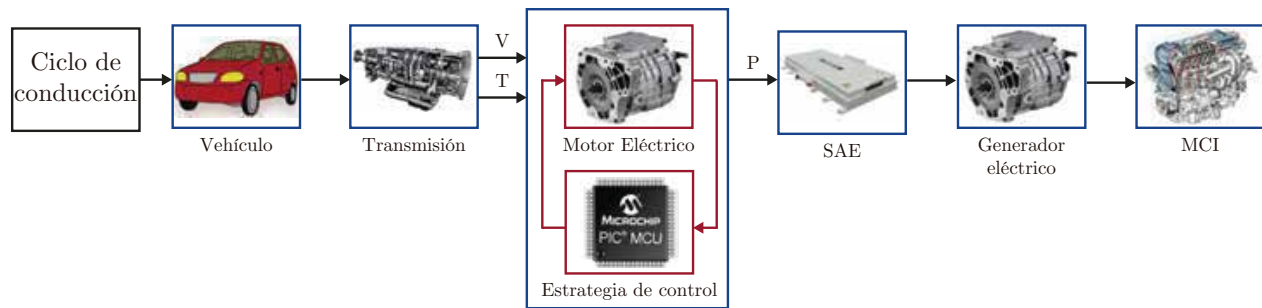 Ciclo de
conducción
Vehículo
Transmisión
V
T
Motor Eléctrico
MICROCHIP
PIC® MCU
Estrategia de control
P
SAE
Generador
eléctrico
MCI